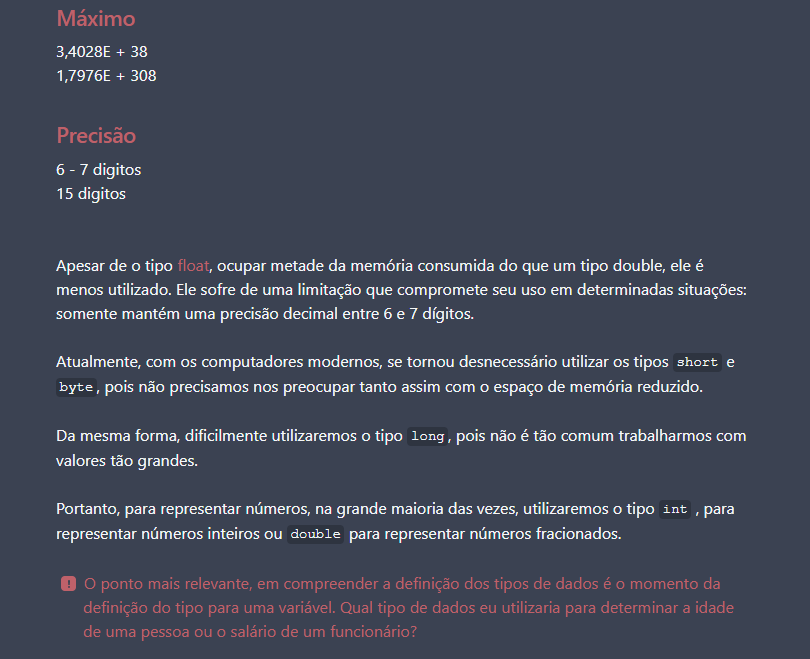 Máximo
3,4028E + 38
1,7976E + 308
Precisão
6 - 7 digitos
15 digitos
Apesar de o tipo float, ocupar metade da memória consumida do que um tipo double, ele é
menos utilizado. Ele sofre de uma limitação que compromete seu uso em determinadas situações:
somente mantém uma precisão decimal entre 6 e 7 dígitos.
Atualmente, com os computadores modernos, se tornou desnecessário utilizar os tipos short e
byte, pois não precisamos nos preocupar tanto assim com o espaço de memória reduzido.
Da mesma forma, dificilmente utilizaremos o tipo long, pois não é tão comum trabalharmos com
valores tão grandes.
Portanto, para representar números, na grande maioria das vezes, utilizaremos o tipo int , para
representar números inteiros ou double para representar números fracionados.
! O ponto mais relevante, em compreender a definição dos tipos de dados é o momento da
definição do tipo para uma variável. Qual tipo de dados eu utilizaria para determinar a idade
de uma pessoa ou o salário de um funcionário?